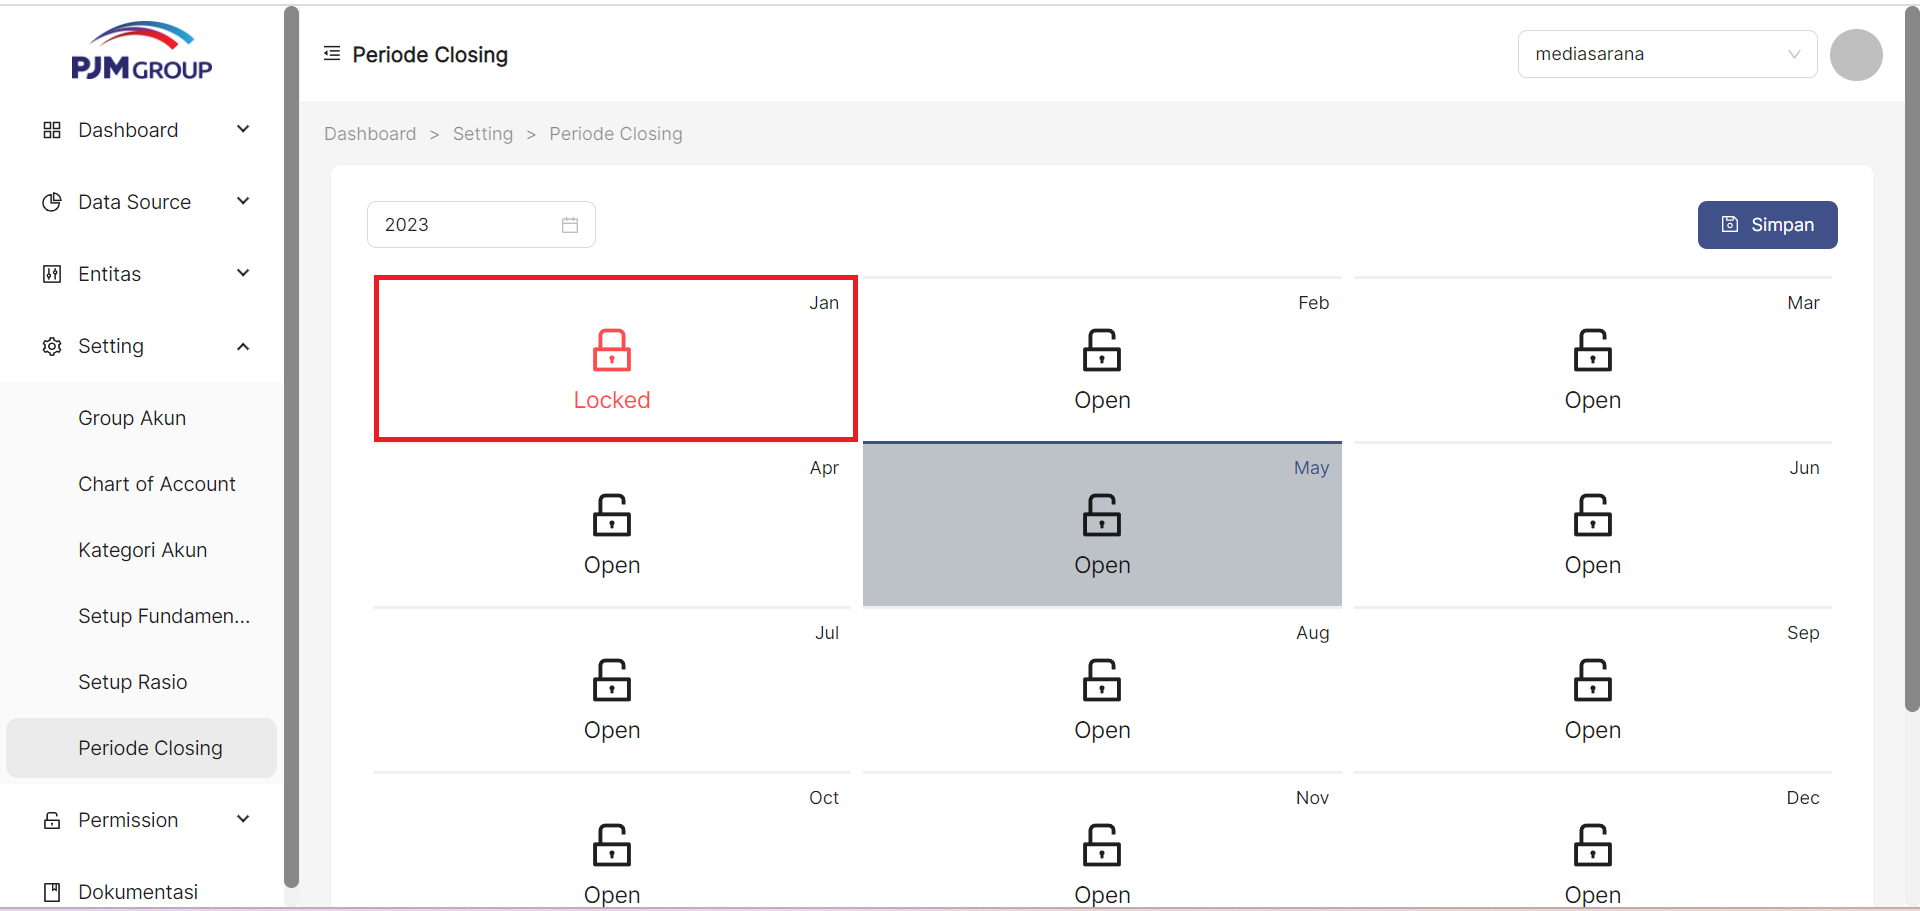 PJM GROUP
Periode Closing
mediasarana
Dashboard
Data Source
Entitas
Setting
Group Akun
Chart of Account
Kategori Akun
Setup Fundamen...
Setup Rasio
Periode Closing
Permission
Dokumentasi
Dashboard > Setting > Periode Closing
2023
Simpan
Jan
Locked
Feb
Open
Mar
Open
Apr
Open
May
Open
Jun
Open
Jul
Open
Aug
Open
Sep
Open
Oct
Open
Nov
Open
Dec
Open